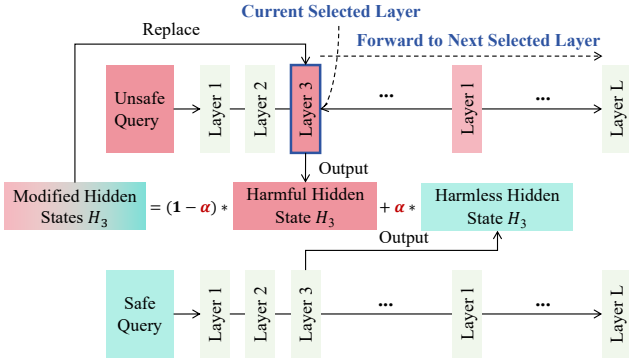 Current Selected Layer
Replace
Forward to Next Selected Layer
Unsafe
Query
Layer 1
Layer 2
Layer 3
...
Layer 1
...
Layer L
Output
Modified Hidden
States H₃
= (1 − α) *
Harmful Hidden
State H₃
+ α *
Harmless Hidden
State H₃
Output
Safe
Query
Layer 1
Layer 2
Layer 3
...
Layer 1
...
Layer L